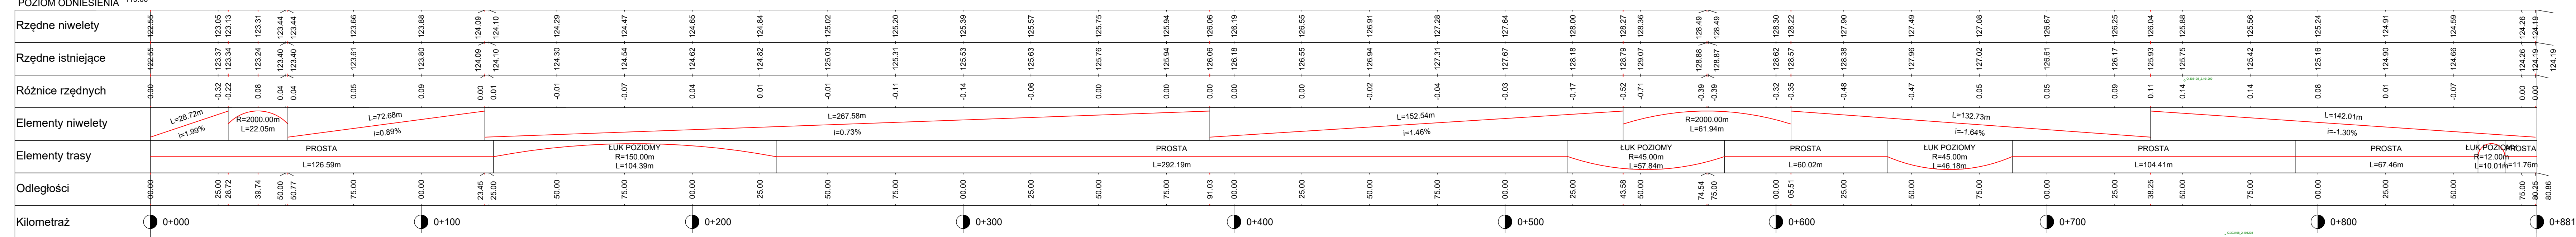 POZIOM ODNIESIENIA
Rzędne niwelety 122.55 123.05 123.13 123.31 123.44 123.44 123.66 123.88 124.09 124.10 124.29 124.47 124.65 124.84 125.02 125.20 125.39 125.57 125.75 125.94 126.06 126.19 126.55 126.91 127.28 127.64 128.00 128.27 128.36 128.49 128.49 128.30 128.22 127.90 127.49 127.08 126.67 126.25 126.04 125.88 125.56 125.24 124.91 124.59 124.26 124.19
Rzędne istniejące 122.55 123.37 123.34 123.24 123.40 123.40 123.61 123.80 124.09 124.10 124.30 124.54 124.62 124.82 125.03 125.31 125.53 125.63 125.76 125.94 126.06 126.18 126.55 126.94 127.31 127.67 128.18 128.79 129.07 128.88 128.87 128.62 128.57 128.38 127.96 127.02 126.61 126.17 125.93 125.75 125.42 125.16 124.90 124.66 124.26 124.19 124.19
Różnice rzędnych 0.00 -0.32 -0.22 0.08 0.04 0.04 0.05 0.09 0.00 0.01 -0.01 -0.07 0.04 0.01 -0.01 -0.11 -0.14 -0.06 0.00 0.00 0.00 0.00 0.00 -0.02 -0.04 -0.03 -0.17 -0.52 -0.71 -0.39 -0.39 -0.32 -0.35 -0.48 -0.47 0.05 0.05 0.09 0.11 0.14 0.14 0.08 0.01 -0.07 0.00 0.00
Elementy niwelety L=28.72m R=2000.00m L=72.68m L=267.58m L=152.54m R=2000.00m L=132.73m L=142.01m
i=1.99% L=22.05m i=0.89% i=0.73% i=1.46% L=61.94m i=-1.64% i=-1.30%
Elementy trasy PROSTA ŁUK POZIOMY PROSTA ŁUK POZIOMY PROSTA ŁUK POZIOMY PROSTA PROSTA ŁUK POZIOMY PROSTA
R=150.00m R=45.00m R=45.00m R=12.00m
L=126.59m L=104.39m L=292.19m L=57.84m L=60.02m L=46.18m L=104.41m L=67.46m L=10.01m L=11.76m
Odległości 00.00 25.00 28.72 39.74 50.00 50.77 75.00 00.00 23.45 25.00 50.00 75.00 00.00 25.00 50.00 75.00 00.00 25.00 50.00 75.00 91.03 00.00 25.00 50.00 75.00 00.00 25.00 43.58 50.00 74.54 75.00 00.00 05.51 25.00 50.00 75.00 00.00 25.00 38.25 50.00 75.00 00.00 25.00 50.00 75.00 80.25 80.86
Kilometraż 0+000 0+100 0+200 0+300 0+400 0+500 0+600 0+700 0+800 0+881